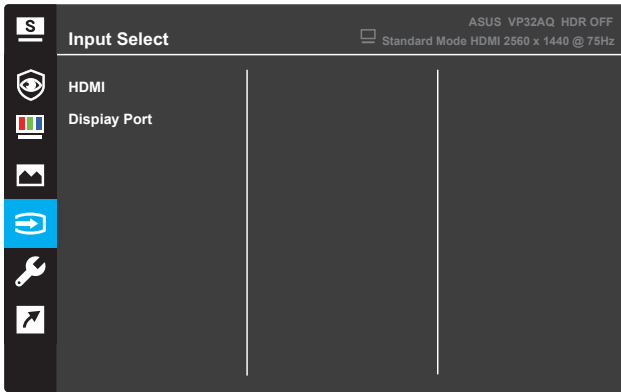 S
Input Select
ASUS VP32AQ HDR OFF
Standard Mode HDMI 2560 x 1440 @ 75Hz
HDMI
Display Port